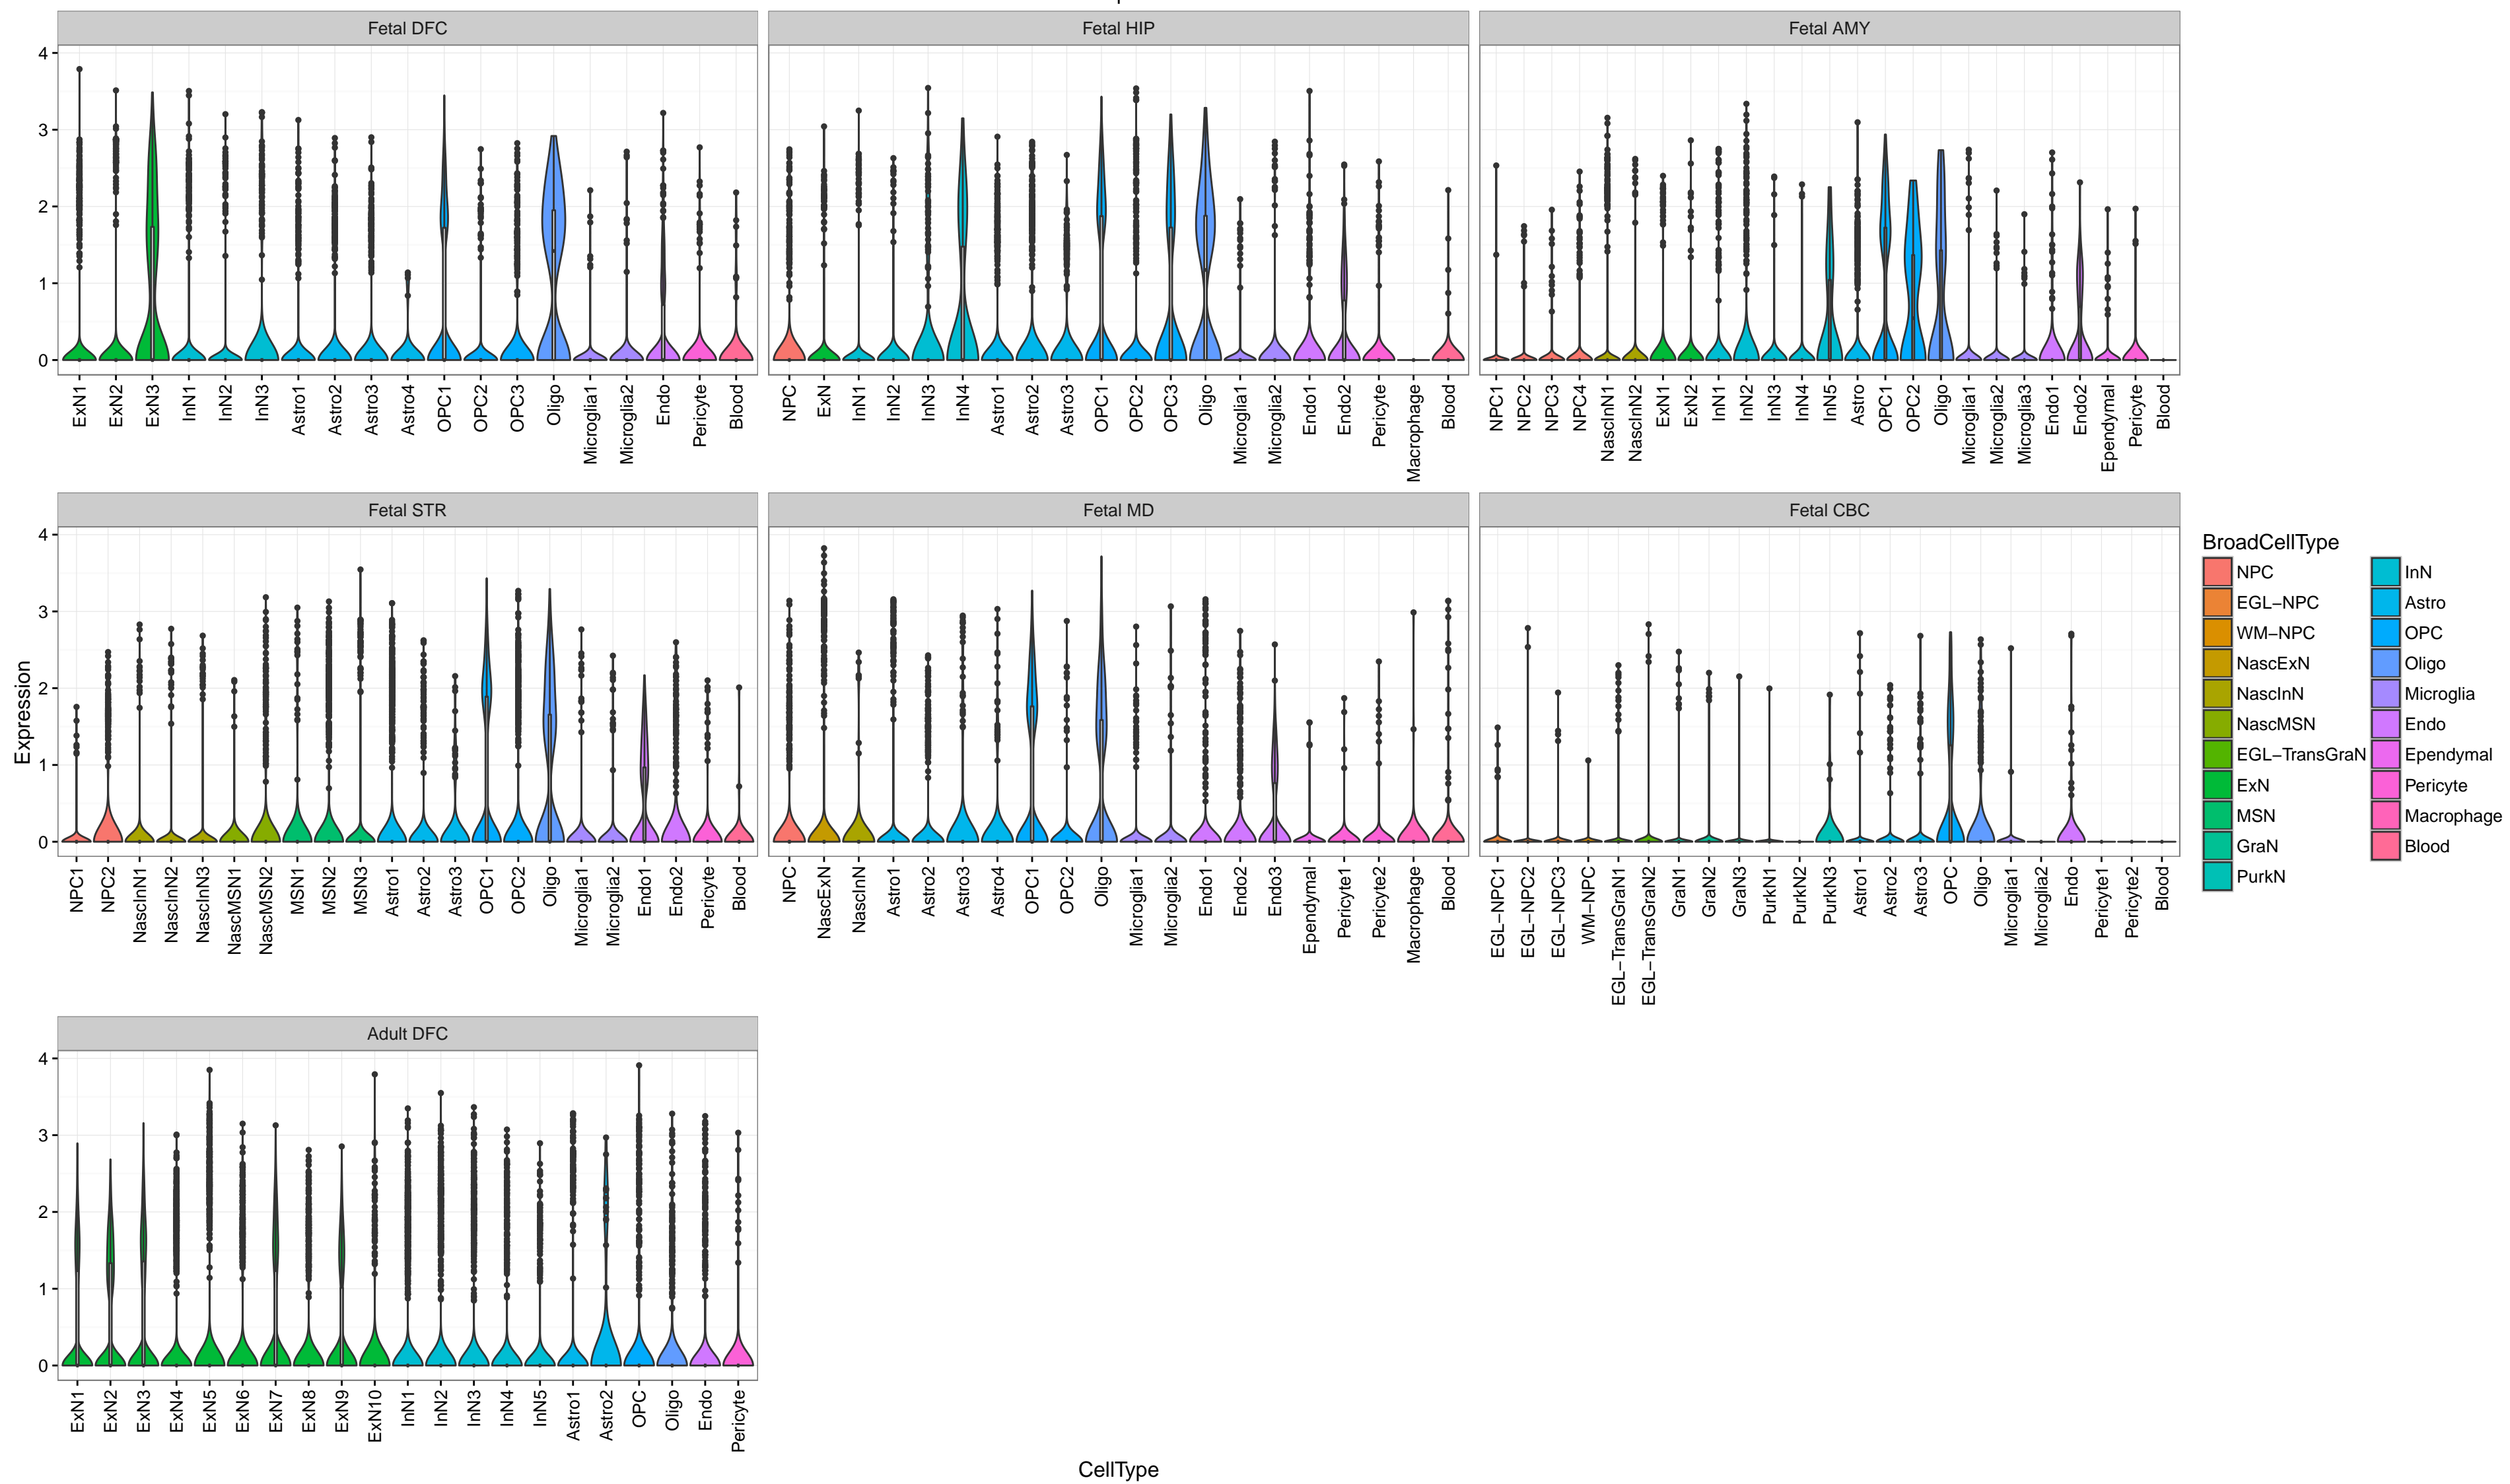 Fetal DFC Fetal HIP Fetal AMY
4
3
2
1
0
ExN1 ExN2 ExN3 InN1 InN2 InN3 Astro1 Astro2 Astro3 Astro4 OPC1 OPC2 OPC3 Oligo Microglia1 Microglia2 Endo Pericyte Blood
NPC ExN InN1 InN2 InN3 InN4 Astro1 Astro2 Astro3 OPC1 OPC2 OPC3 Oligo Microglia1 Microglia2 Endo1 Endo2 Pericyte Macrophage Blood
NPC1 NPC2 NPC3 NPC4 NascInN1 NascInN2 ExN1 ExN2 InN1 InN2 InN3 InN4 InN5 Astro OPC1 OPC2 Oligo Microglia1 Microglia2 Microglia3 Endo1 Endo2 Ependymal Pericyte Blood
Fetal STR Fetal MD Fetal CBC
4
3
2
1
0
Expression
NPC1 NPC2 NascInN1 NascInN2 NascInN3 NascMSN1 NascMSN2 MSN1 MSN2 MSN3 Astro1 Astro2 Astro3 OPC1 OPC2 Oligo Microglia1 Microglia2 Endo1 Endo2 Pericyte Blood
NPC NascExN NascInN Astro1 Astro2 Astro3 Astro4 OPC1 OPC2 Oligo Microglia1 Microglia2 Endo1 Endo2 Endo3 Ependymal Pericyte1 Pericyte2 Macrophage Blood
EGL−NPC1 EGL−NPC2 EGL−NPC3 WM−NPC EGL−TransGraN1 EGL−TransGraN2 GraN1 GraN2 GraN3 PurkN1 PurkN2 PurkN3 Astro1 Astro2 Astro3 OPC Oligo Microglia1 Microglia2 Endo Pericyte1 Pericyte2 Blood
BroadCellType
NPC InN
EGL−NPC Astro
WM−NPC OPC
NascExN Oligo
NascInN Microglia
NascMSN Endo
EGL−TransGraN Ependymal
ExN Pericyte
MSN Macrophage
GraN Blood
PurkN
Adult DFC
4
3
2
1
0
ExN1 ExN2 ExN3 ExN4 ExN5 ExN6 ExN7 ExN8 ExN9 ExN10 InN1 InN2 InN3 InN4 InN5 Astro1 Astro2 OPC Oligo Endo Pericyte
CellType